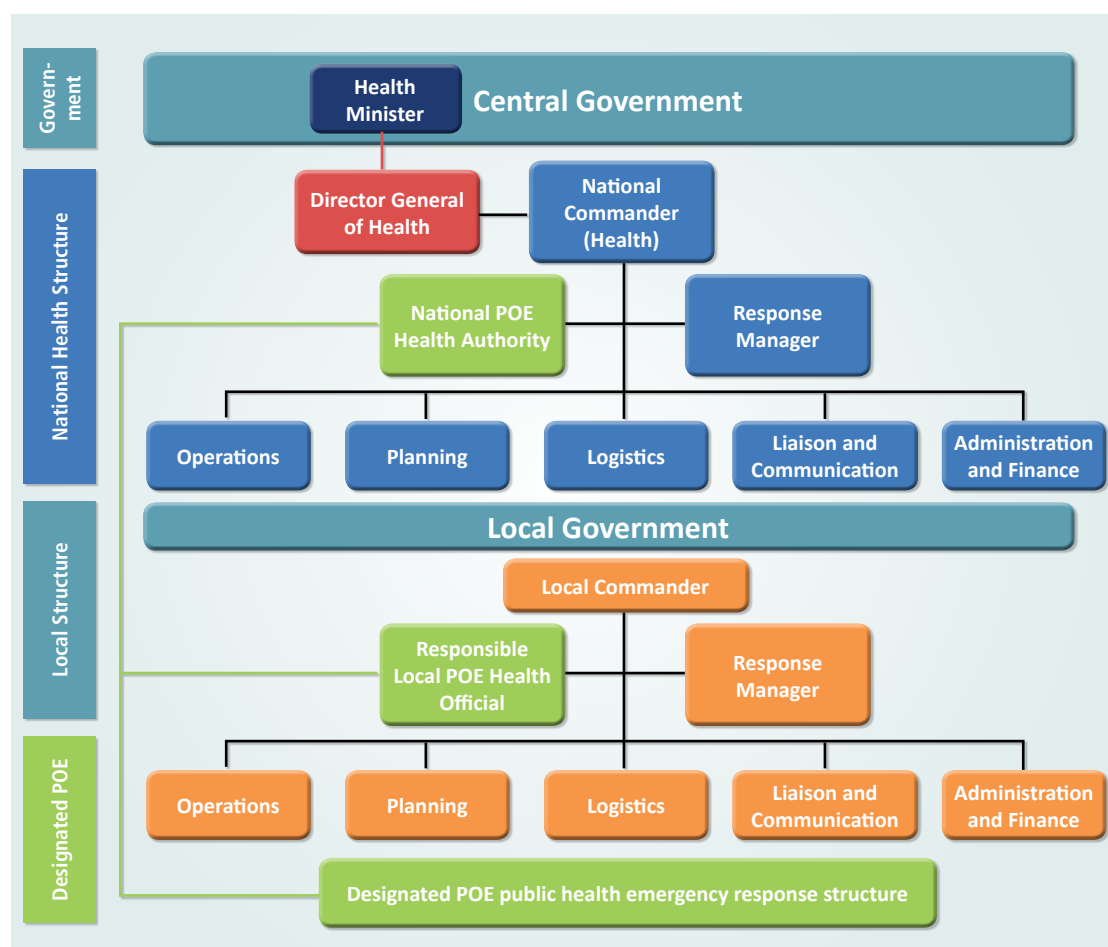 Govern-
ment
Health
Minister
Central Government
National Health Structure
Director General
of Health
National
Commander
(Health)
National POE
Health Authority
Response
Manager
Operations
Planning
Logistics
Liaison and
Communication
Administration
and Finance
Local Structure
Local Government
Local Commander
Responsible
Local POE Health
Official
Response
Manager
Designated POE
Operations
Planning
Logistics
Liaison and
Communication
Administration
and Finance
Designated POE public health emergency response structure